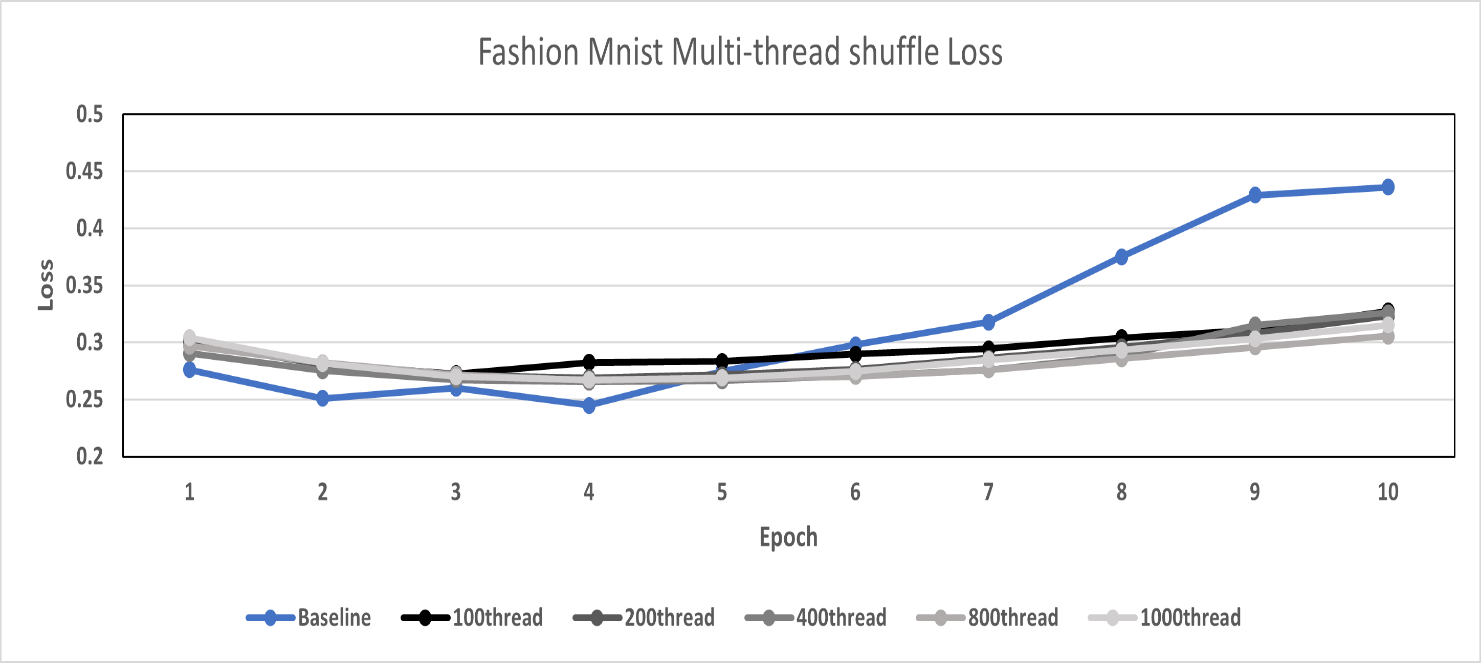 Fashion Mnist Multi-thread shuffle Loss
0.5
0.45
0.4
0.35
0.3
0.25
0.2
Loss
1 2 3 4 5 6 7 8 9 10
Epoch
Baseline 100thread 200thread 400thread 800thread 1000thread